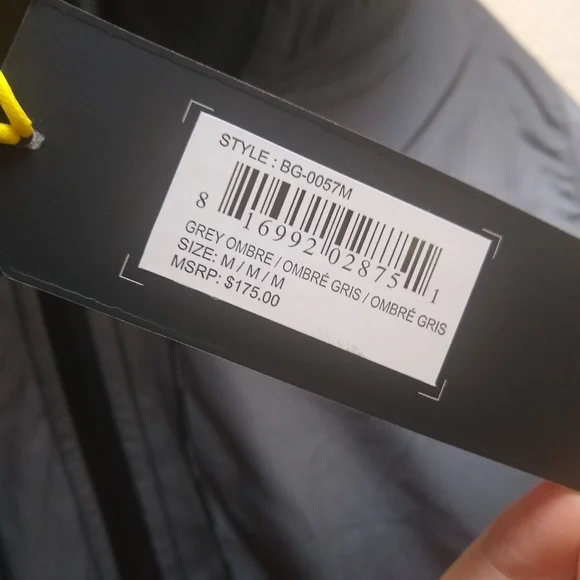 STYLE : BG-0057M
8 16992 02875 1
GREY OMBRE / OMBRÉ GRIS / OMBRÉ GRIS
SIZE: M / M / M
MSRP: $175.00